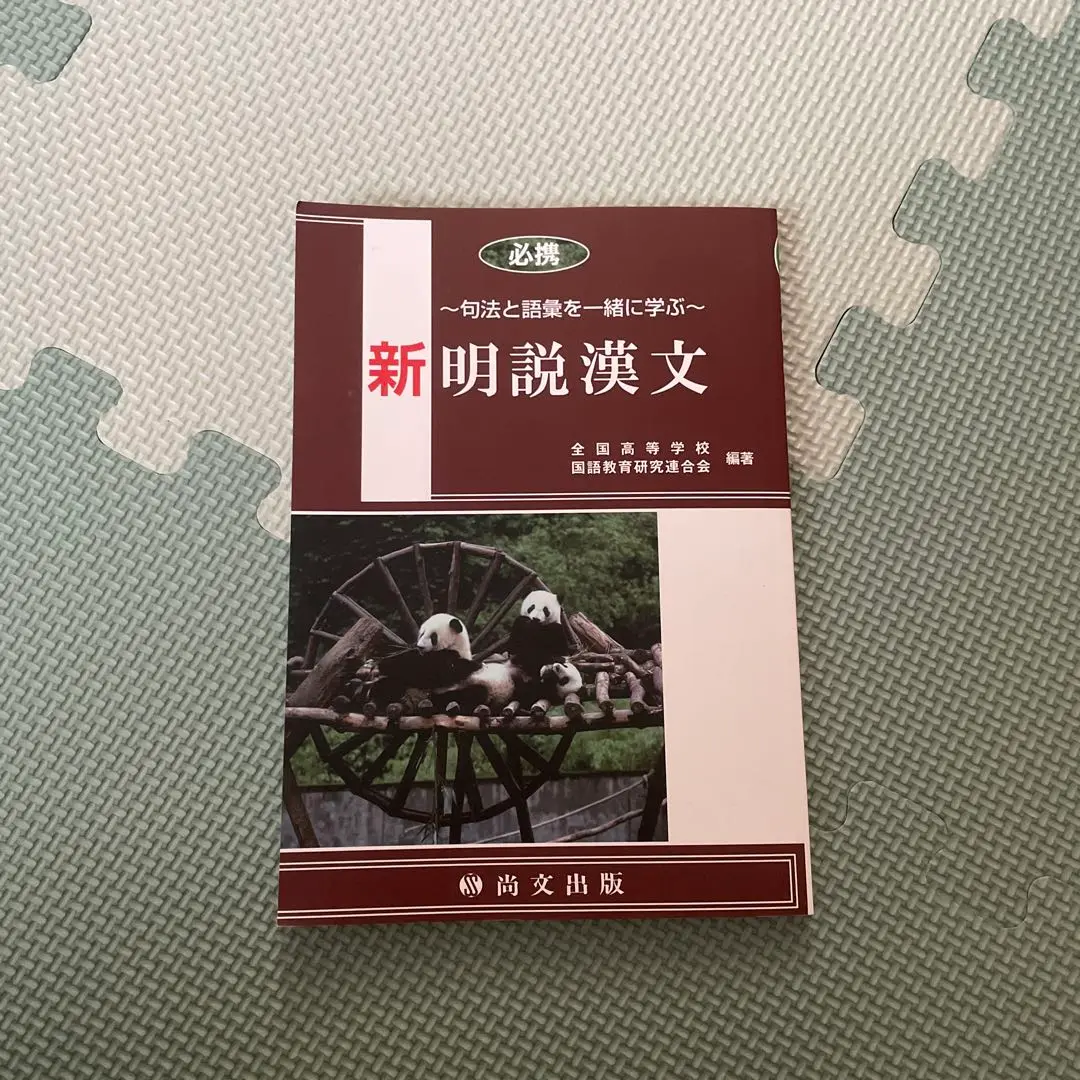 必携
～句法と語彙を一緒に学ぶ～
新明説漢文
全国高等学校
国語教育研究連合会 編著
尚文出版